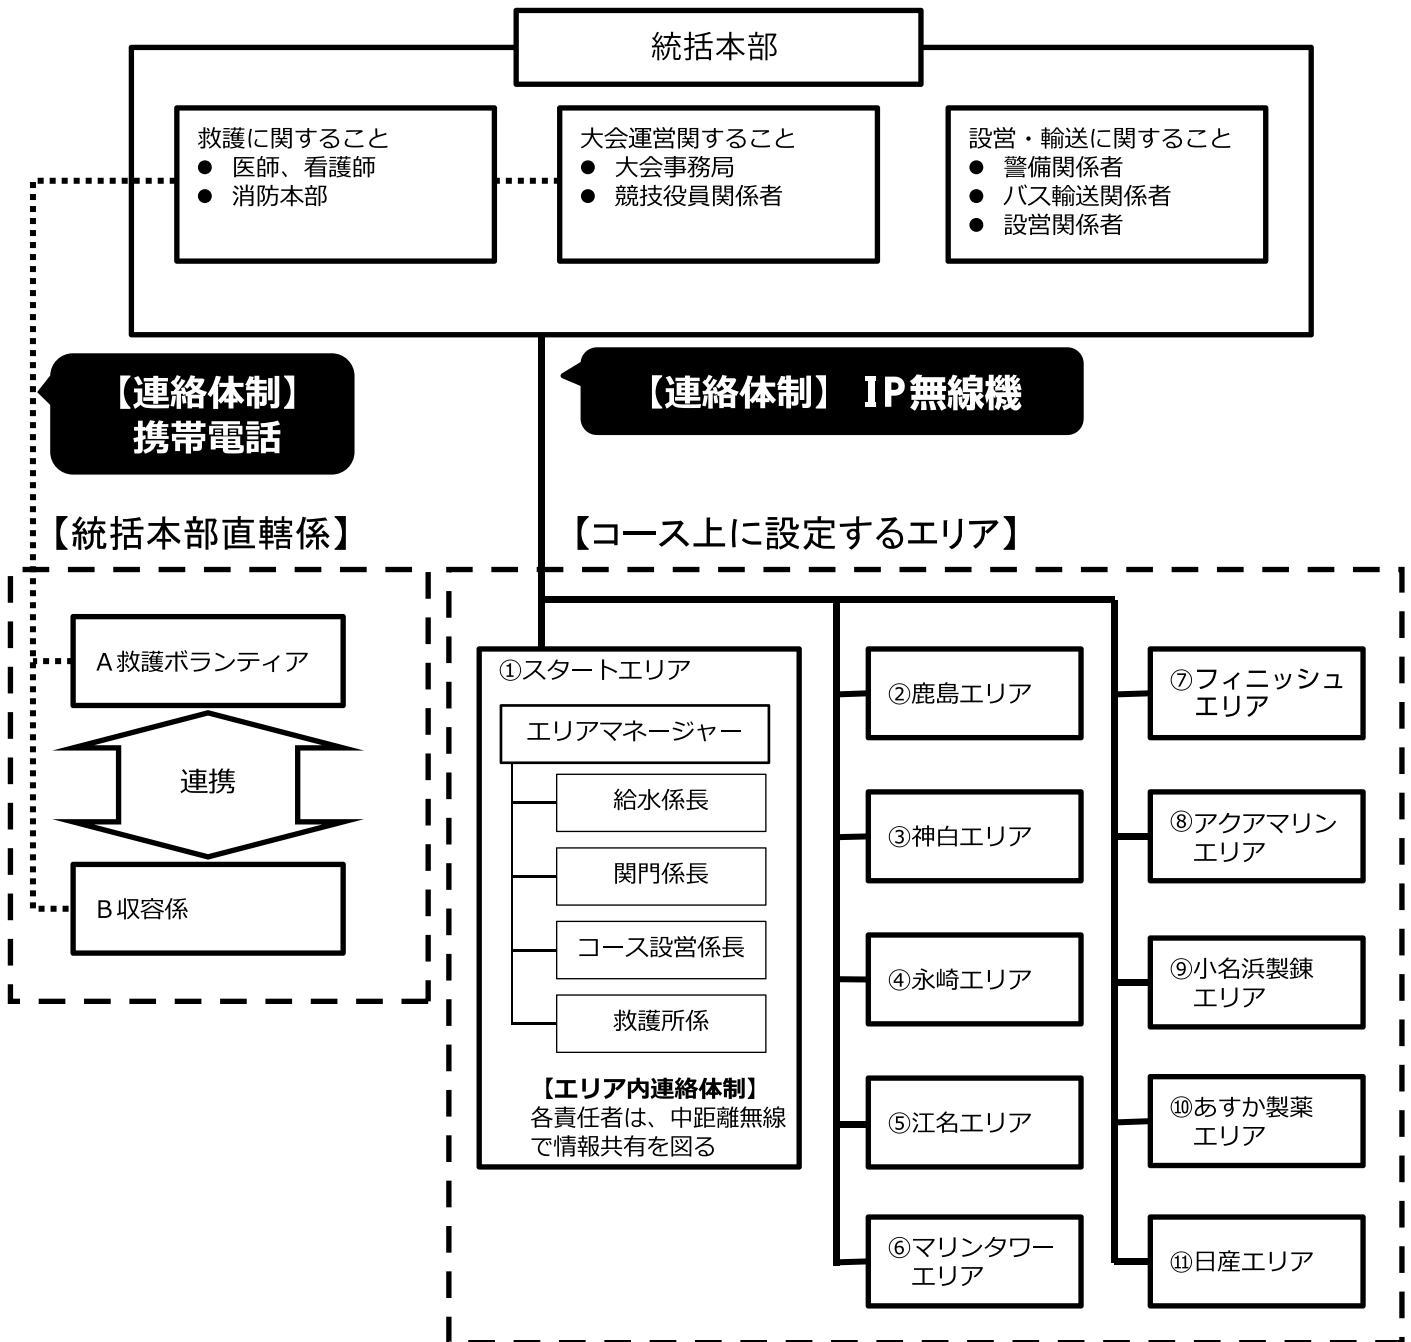 統括本部
救護に関すること
● 医師、看護師
● 消防本部
大会運営関すること
● 大会事務局
● 競技役員関係者
設営・輸送に関すること
● 警備関係者
● バス輸送関係者
● 設営関係者
【連絡体制】
携帯電話
【連絡体制】 IP無線機
【統括本部直轄係】
A救護ボランティア
連携
B収容係
【コース上に設定するエリア】
①スタートエリア
エリアマネージャー
給水係長
関門係長
コース設営係長
救護所係
【エリア内連絡体制】
各責任者は、中距離無線
で情報共有を図る
②鹿島エリア
③神白エリア
④永崎エリア
⑤江名エリア
⑥マリンタワー
エリア
⑦フィニッシュ
エリア
⑧アクアマリン
エリア
⑨小名浜製錬
エリア
⑩あすか製薬
エリア
⑪日産エリア